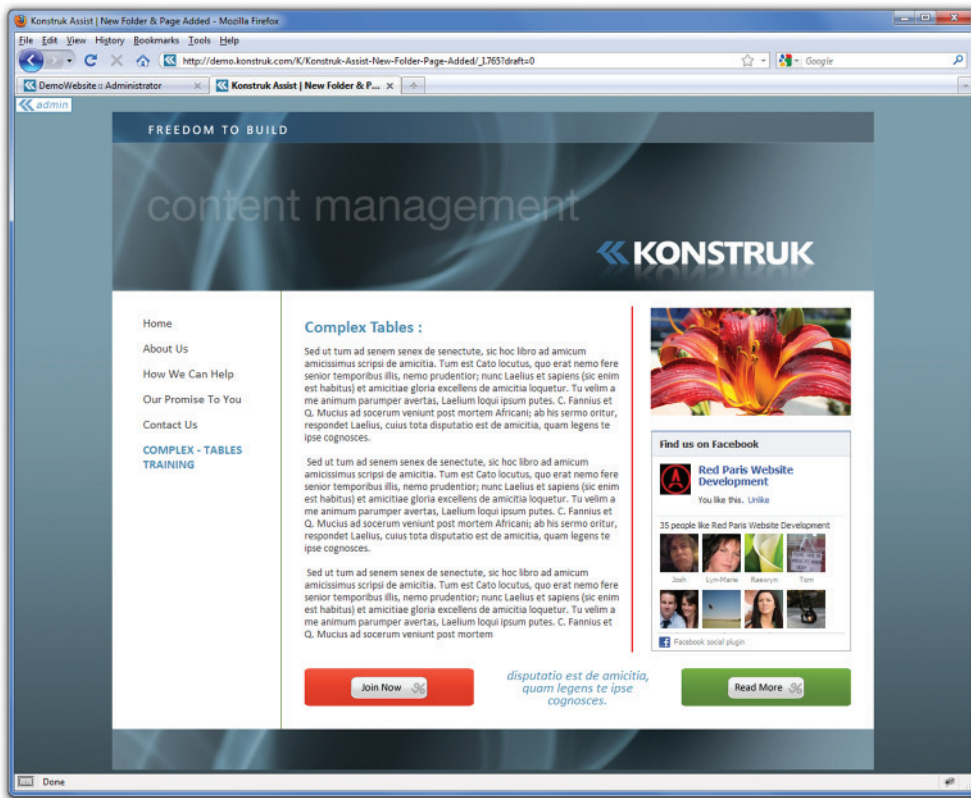 Konstruk Assist | New Folder & Page Added - Mozilla Firefox
File Edit View History Bookmarks Tools Help
http://demo.konstruk.com/K/Konstruk-Assist-New-Folder-Page-Added/_1765?draft=0
Google
DemoWebsite :: Administrator
Konstruk Assist | New Folder & P...
admin
FREEDOM TO BUILD
content management
KONSTRUK
Home
About Us
How We Can Help
Our Promise To You
Contact Us
COMPLEX - TABLES
TRAINING
Complex Tables :
Sed ut tum ad senem senex de senectute, sic hoc libro ad amicum
amicissimus scripsi de amicitia. Tum est Cato locutus, quo erat nemo fere
senior temporibus illis, nemo prudentior; nunc Laelius et sapiens (sic enim
est habitus) et amicitiae gloria excellens de amicitia loquetur. Tu velim a
me animum parumper avertas, Laelium loqui ipsum putes. C. Fannius et
Q. Mucius ad socerum veniunt post mortem Africani; ab his sermo oritur,
respondet Laelius, cuius tota disputatio est de amicitia, quam legens te
ipse cognosces.
Sed ut tum ad senem senex de senectute, sic hoc libro ad amicum
amicissimus scripsi de amicitia. Tum est Cato locutus, quo erat nemo fere
senior temporibus illis, nemo prudentior; nunc Laelius et sapiens (sic enim
est habitus) et amicitiae gloria excellens de amicitia loquetur. Tu velim a
me animum parumper avertas, Laelium loqui ipsum putes. C. Fannius et
Q. Mucius ad socerum veniunt post mortem Africani; ab his sermo oritur,
respondet Laelius, cuius tota disputatio est de amicitia, quam legens te
ipse cognosces.
Sed ut tum ad senem senex de senectute, sic hoc libro ad amicum
amicissimus scripsi de amicitia. Tum est Cato locutus, quo erat nemo fere
senior temporibus illis, nemo prudentior; nunc Laelius et sapiens (sic enim
est habitus) et amicitiae gloria excellens de amicitia loquetur. Tu velim a
me animum parumper avertas, Laelium loqui ipsum putes. C. Fannius et
Q. Mucius ad socerum veniunt post mortem
Find us on Facebook
Red Paris Website
Development
You like this. Unlike
35 people like Red Paris Website Development
Josh Lyn-Marie Raewyn Tom
Facebook social plugin
Join Now
disputatio est de amicitia,
quam legens te ipse
cognosces.
Read More
Done